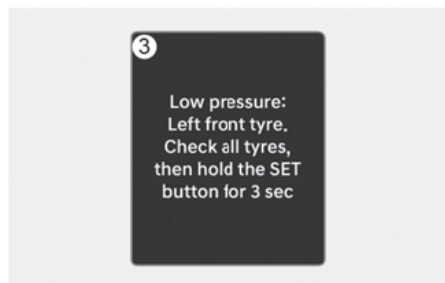 3
Low pressure:
Left front tyre.
Check all tyres,
then hold the SET
button for 3 sec